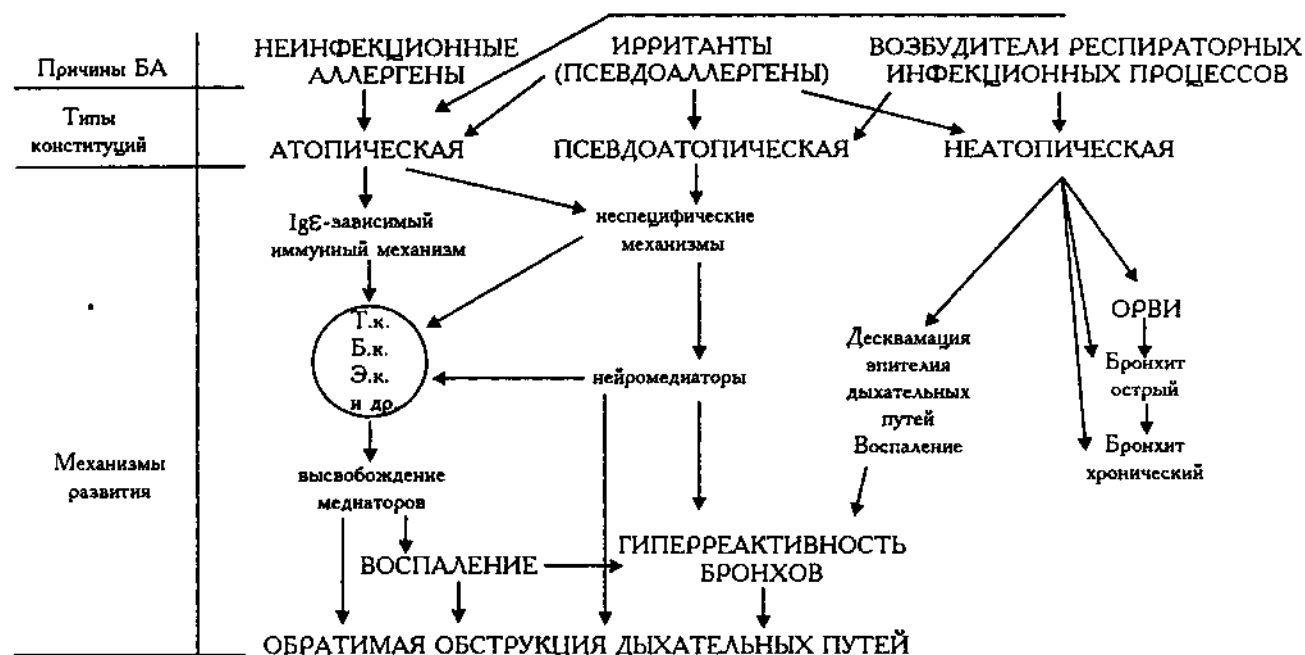 Причины БА
НЕИНФЕКЦИОННЫЕ
АЛЛЕРГЕНЫ
ИРРИТАНТЫ
(ПСЕВДОАЛЛЕРГЕНЫ)
ВОЗБУДИТЕЛИ РЕСПИРАТОРНЫХ
ИНФЕКЦИОННЫХ ПРОЦЕССОВ
Типы
конституций
АТОПИЧЕСКАЯ
ПСЕВДОАТОПИЧЕСКАЯ
НЕАТОПИЧЕСКАЯ
Механизмы
развития
IgE-зависимый
иммунный механизм
неспецифические
механизмы
Т.к.
Б.к.
Э.к.
и др.
нейромедиаторы
Десквамация
эпителия
дыхательных
путей
Воспаление
ОРВИ
Бронхит
острый
Бронхит
хронический
высвобождение
медиаторов
ВОСПАЛЕНИЕ
ГИПЕРРЕАКТИВНОСТЬ
БРОНХОВ
ОБРАТИМАЯ ОБСТРУКЦИЯ ДЫХАТЕЛЬНЫХ ПУТЕЙ